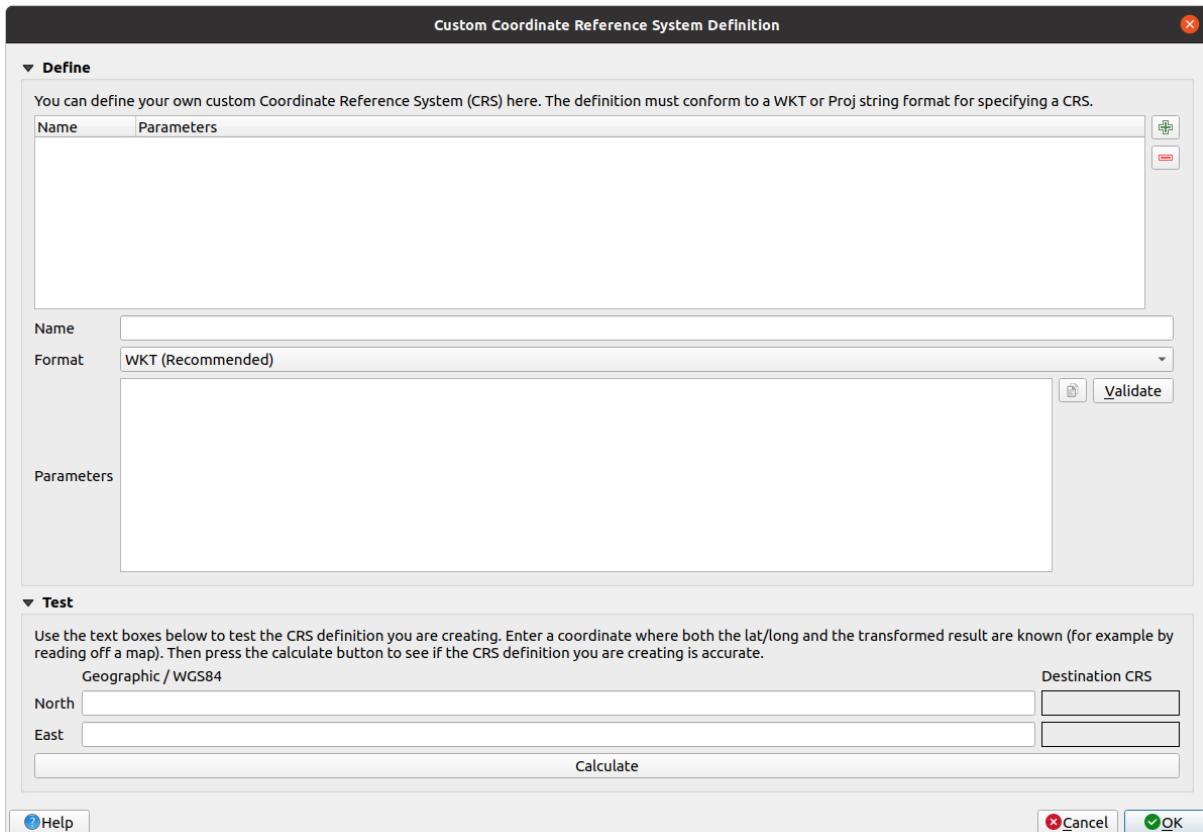 Custom Coordinate Reference System Definition
Define
You can define your own custom Coordinate Reference System (CRS) here. The definition must conform to a WKT or Proj string format for specifying a CRS.
Name Parameters
Name
Format WKT (Recommended)
Validate
Parameters
Test
Use the text boxes below to test the CRS definition you are creating. Enter a coordinate where both the lat/long and the transformed result are known (for example by
reading off a map). Then press the calculate button to see if the CRS definition you are creating is accurate.
Geographic / WGS84 Destination CRS
North
East
Calculate
Help Cancel OK